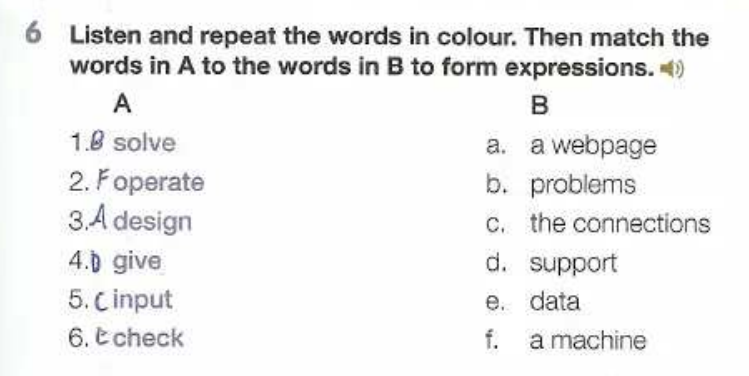 6 Listen and repeat the words in colour. Then match the
words in A to the words in B to form expressions.
A B
1. B solve a. a webpage
2. F operate b. problems
3. A design c. the connections
4. D give d. support
5. C input e. data
6. E check f. a machine